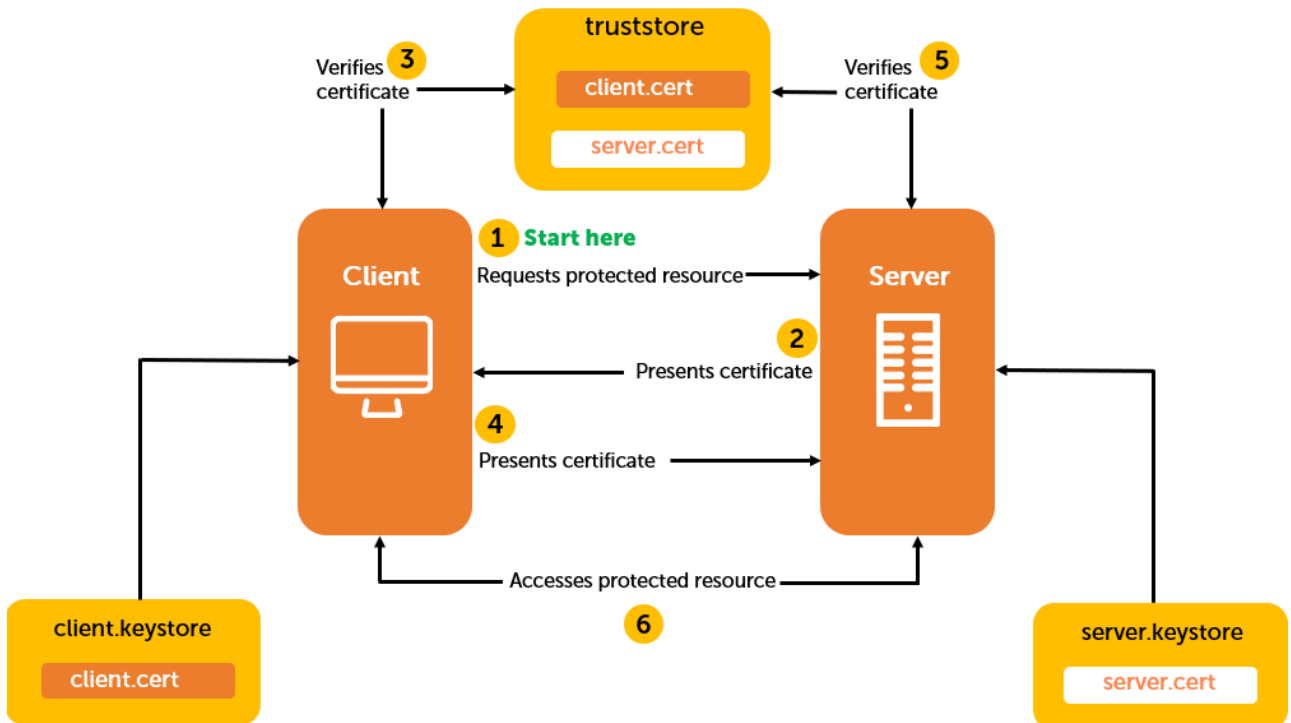 truststore
client.cert
server.cert
3
Verifies
certificate
5
Verifies
certificate
1 Start here
Requests protected resource
Client
Server
2
Presents certificate
4
Presents certificate
Accesses protected resource
6
client.keystore
client.cert
server.keystore
server.cert